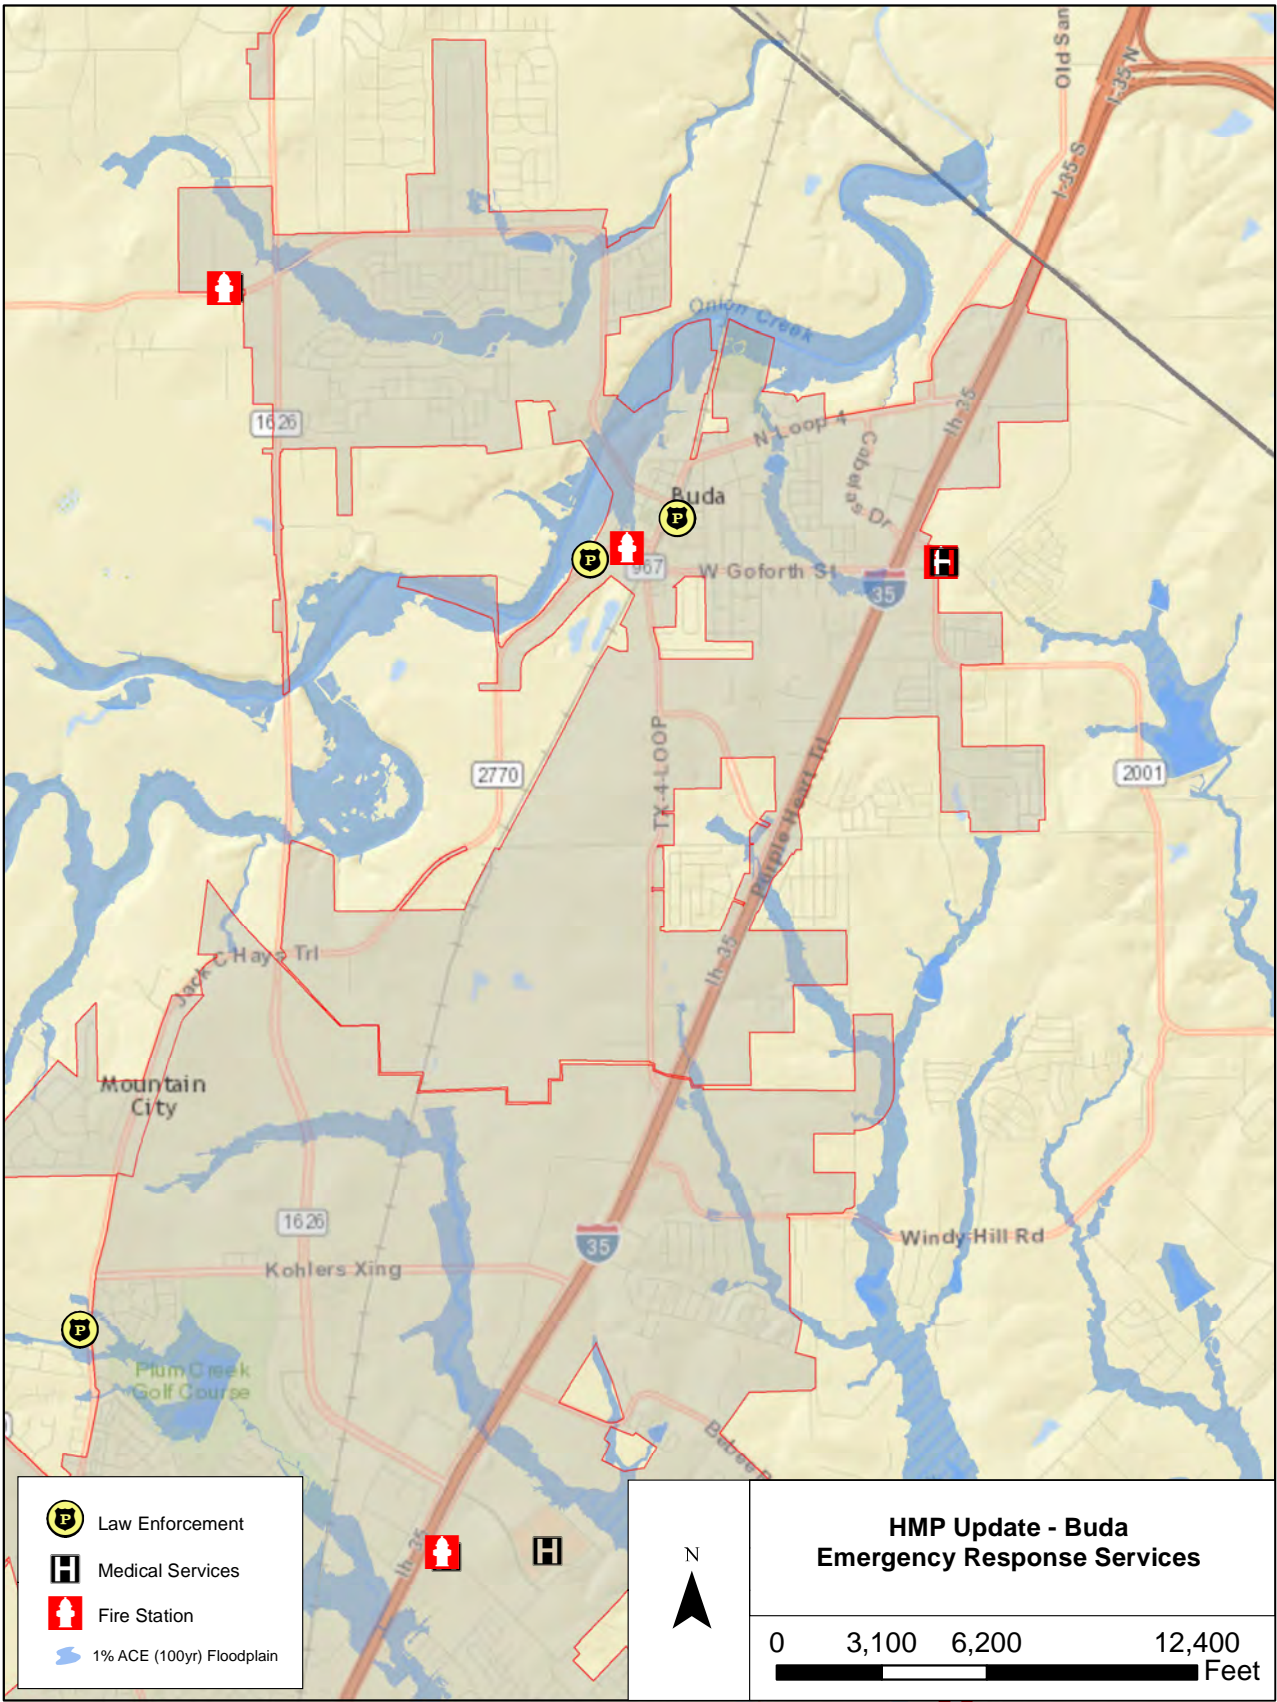 Old San
I-35 N
I-35 S
Onion Creek
1626
N Loop 4
Ih 35
Cabelas Dr
Buda
967
W Goforth St
35
2770
TX-4-LOOP
Purple Heart Trl
2001
Jack C Hays Trl
Ih 35
Mountain
City
1626
35
Windy Hill Rd
Kohlers Xing
Plum Creek
Golf Course
Bebee R
Ih 35
Law Enforcement
Medical Services
Fire Station
1% ACE (100yr) Floodplain
N
HMP Update - Buda
Emergency Response Services
0 3,100 6,200 12,400
Feet